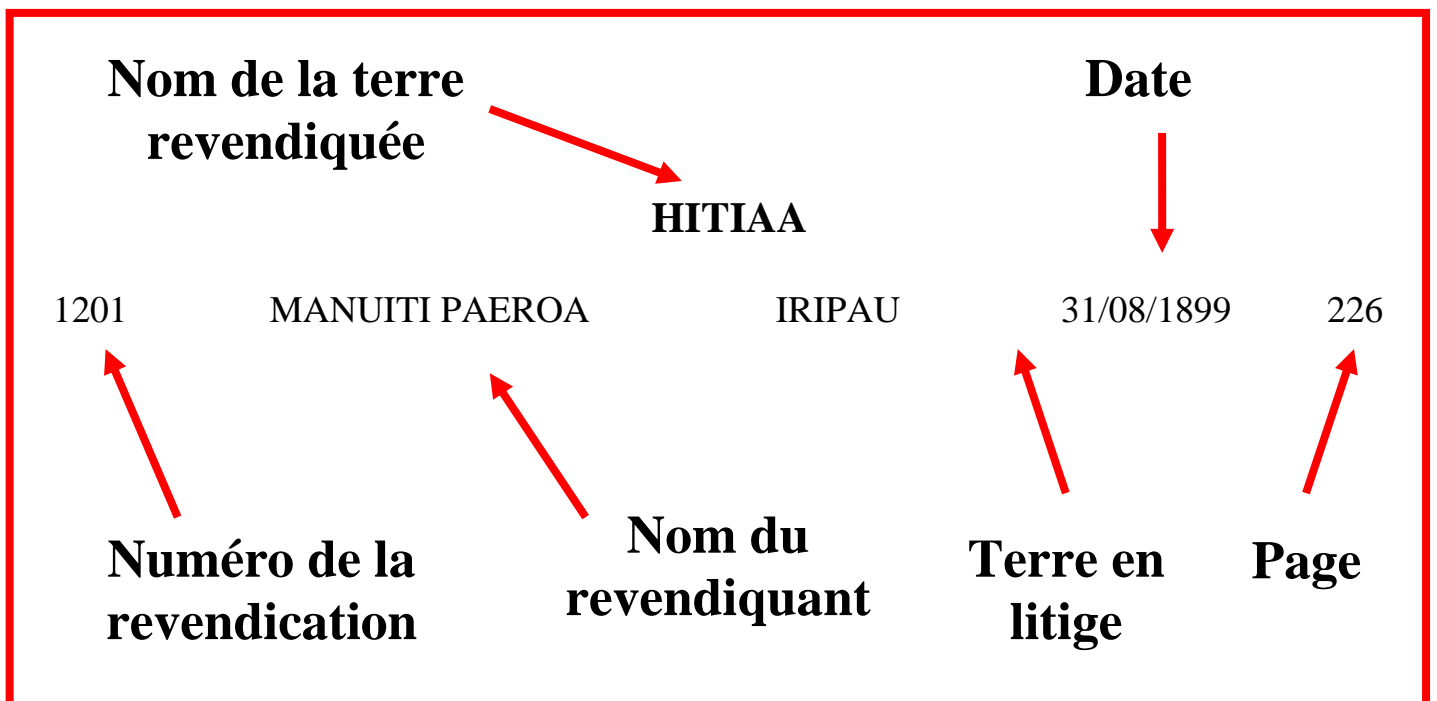 Nom de la terre
revendiquée
Date
HITIAA
1201 MANUITI PAEROA IRIPAU 31/08/1899 226
Numéro de la
revendication
Nom du
revendiquant
Terre en
litige
Page